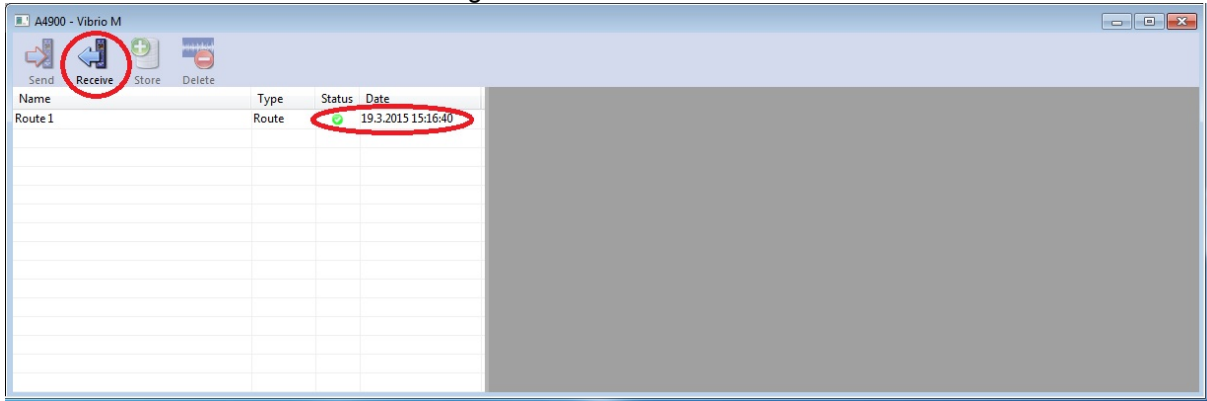 A4900 - Vibrio M
Send Receive Store Delete
Name Type Status Date
Route 1 Route 19.3.2015 15:16:40